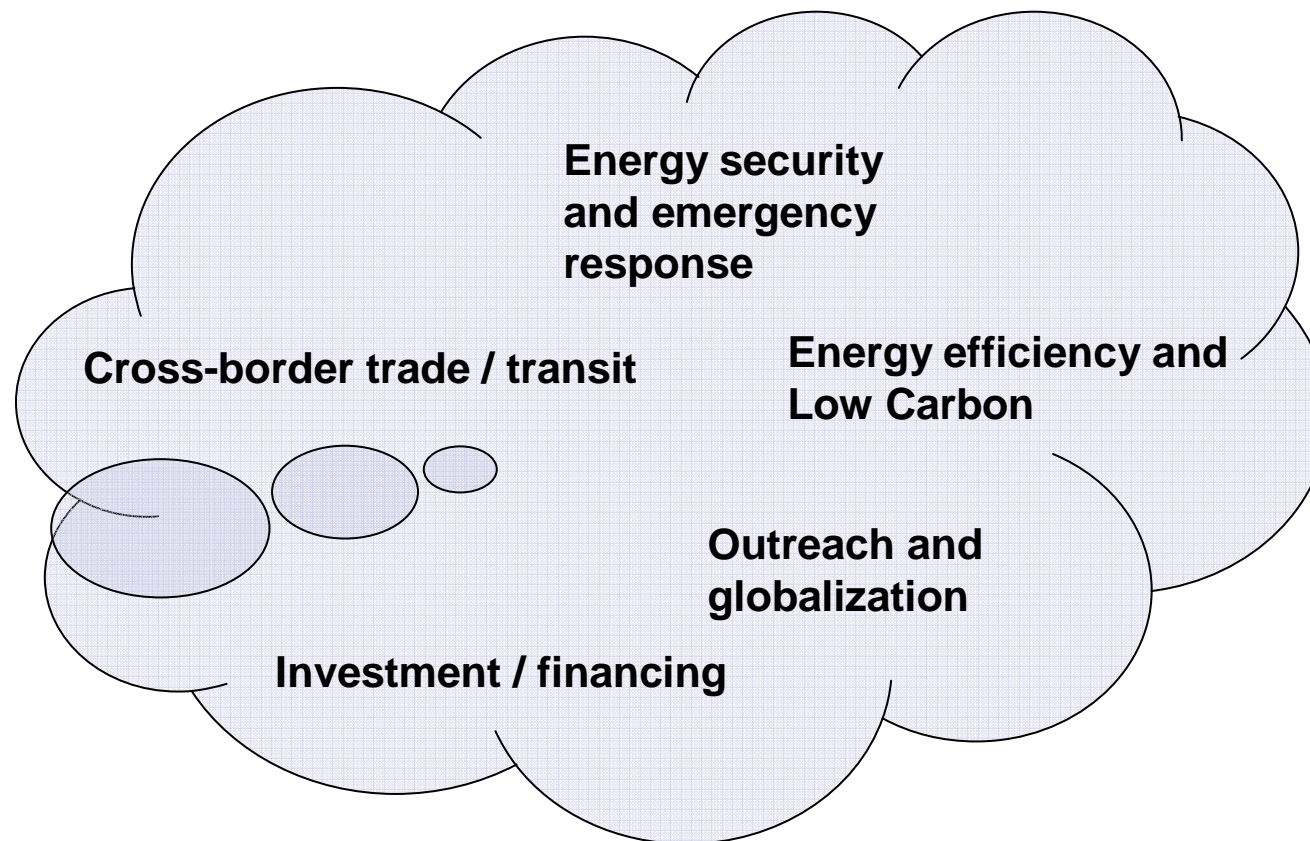 Energy security
and emergency
response
Cross-border trade / transit
Energy efficiency and
Low Carbon
Outreach and
globalization
Investment / financing